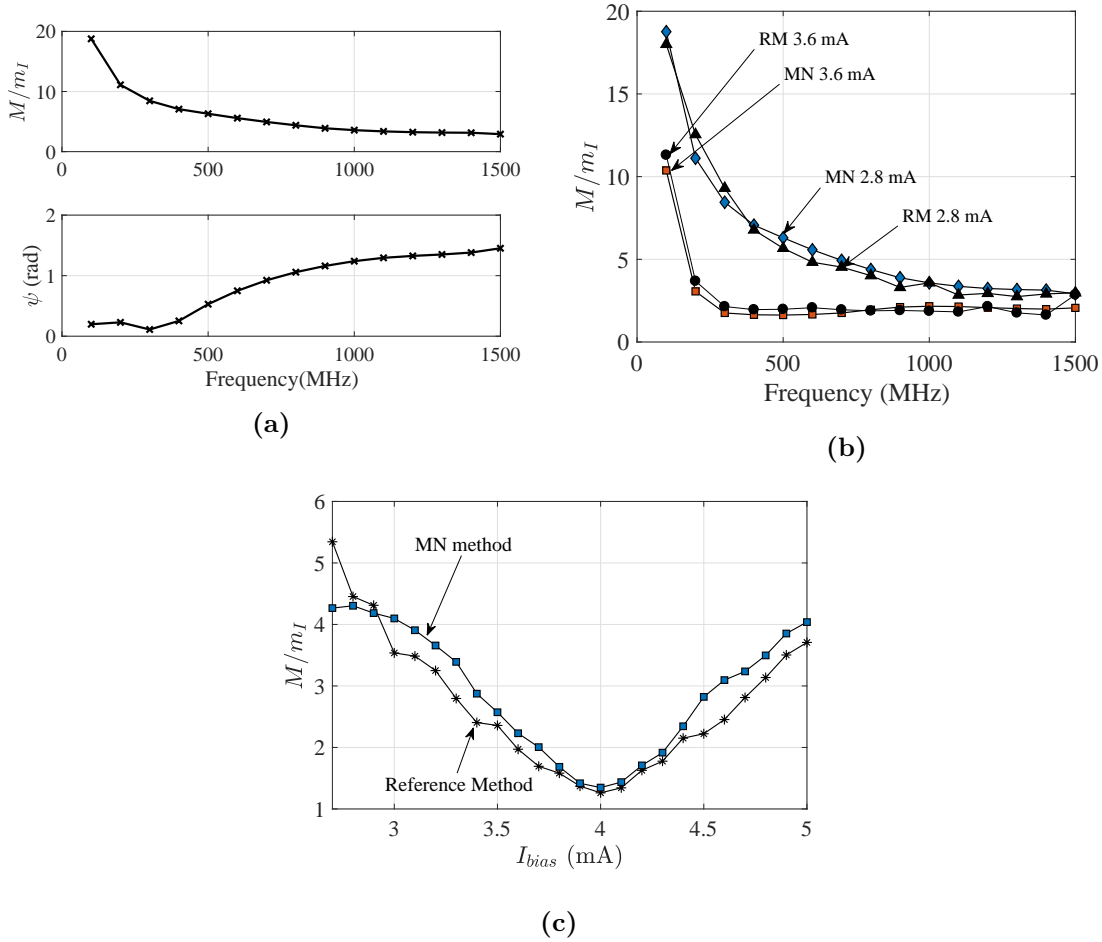 20
10
0
M/m_I
0 500 1000 1500
2
1
0
ψ (rad)
0 500 1000 1500
Frequency(MHz)
(a)
20
15
10
5
0
M/m_I
RM 3.6 mA
MN 3.6 mA
MN 2.8 mA
RM 2.8 mA
0 500 1000 1500
Frequency (MHz)
(b)
6
5
4
3
2
1
M/m_I
MN method
Reference Method
3 3.5 4 4.5 5
I_bias (mA)
(c)